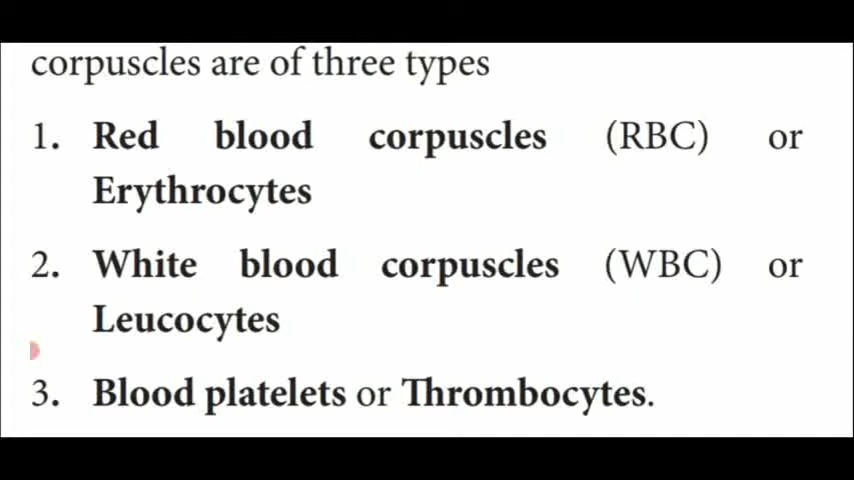 corpuscles are of three types
1. Red blood corpuscles (RBC) or
Erythrocytes
2. White blood corpuscles (WBC) or
Leucocytes
3. Blood platelets or Thrombocytes.